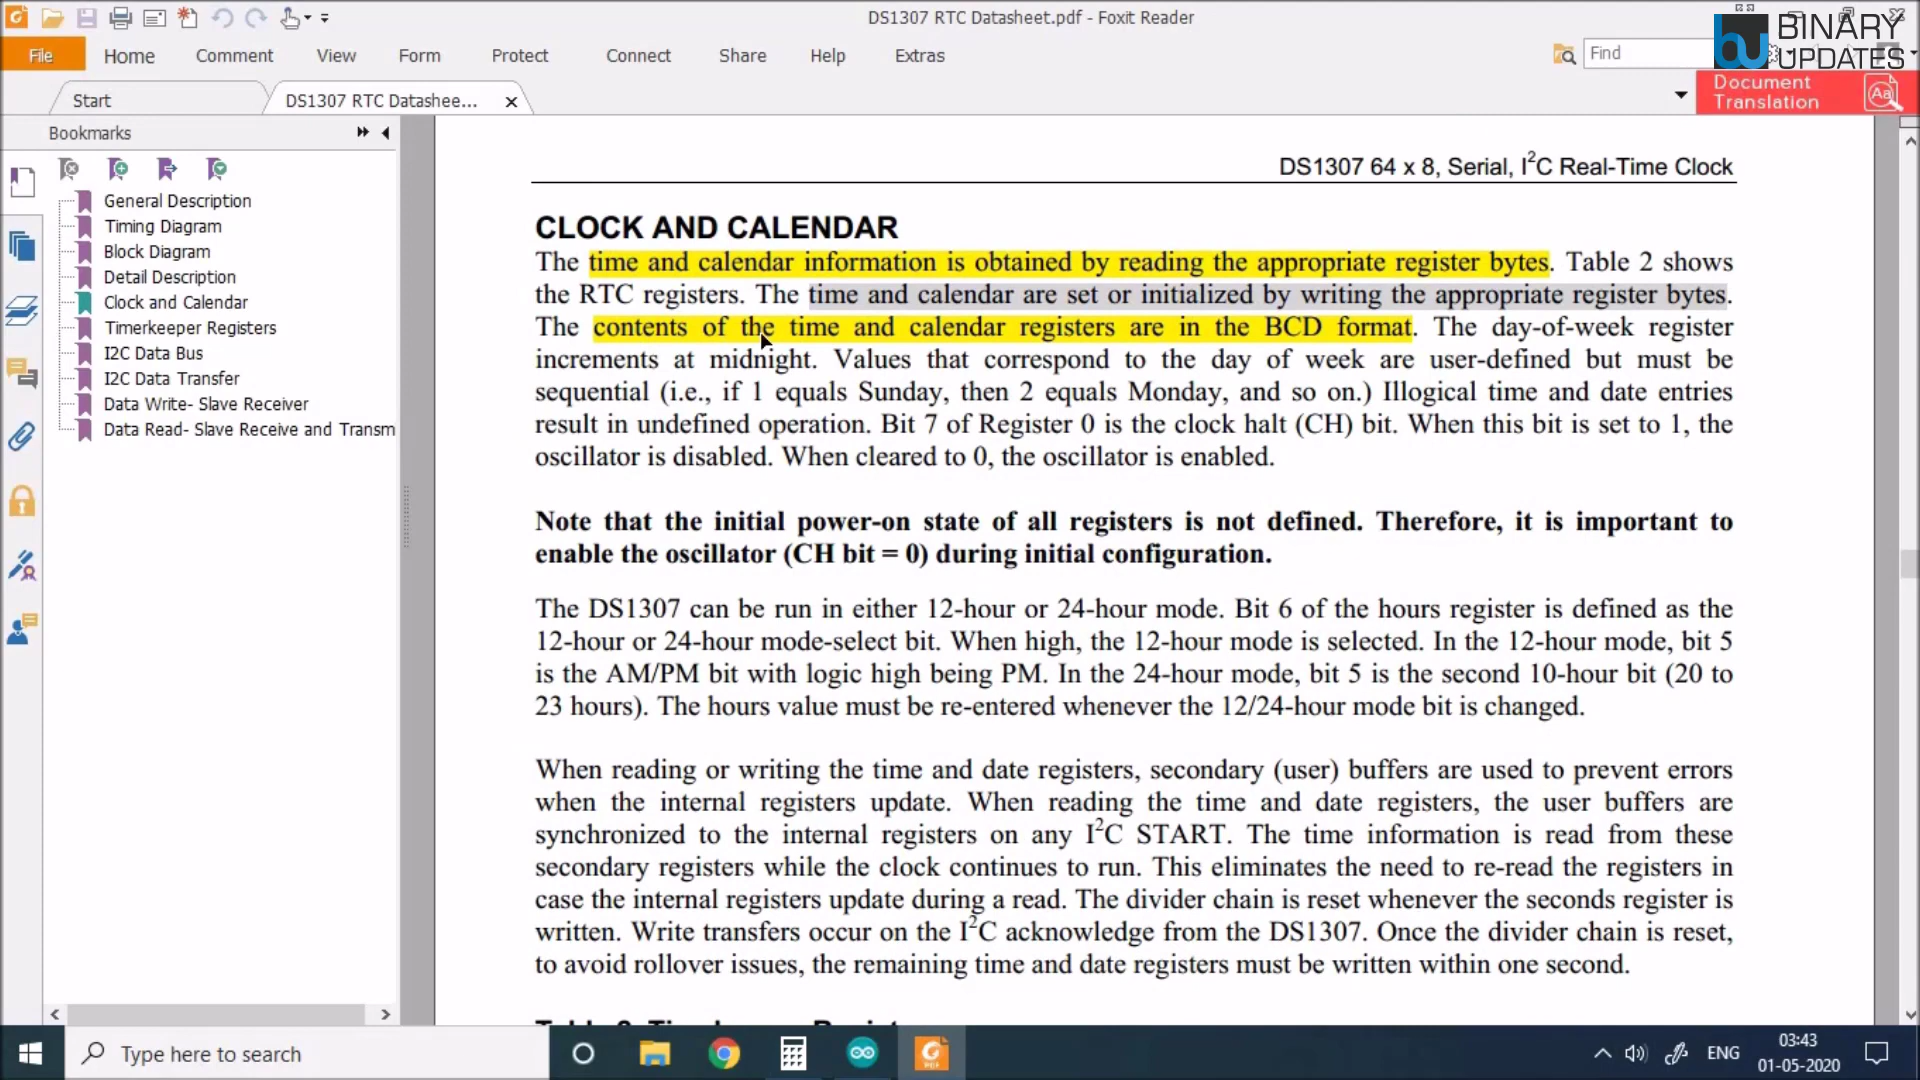 DS1307 RTC Datasheet.pdf - Foxit Reader
BINARY
UPDATES
File Home Comment View Form Protect Connect Share Help Extras
Find
Start
DS1307 RTC Datashee...
Document
Translation
Bookmarks
General Description
Timing Diagram
Block Diagram
Detail Description
Clock and Calendar
Timerkeeper Registers
I2C Data Bus
I2C Data Transfer
Data Write- Slave Receiver
Data Read- Slave Receive and Transm
DS1307 64 x 8, Serial, I²C Real-Time Clock
CLOCK AND CALENDAR
The time and calendar information is obtained by reading the appropriate register bytes. Table 2 shows
the RTC registers. The time and calendar are set or initialized by writing the appropriate register bytes.
The contents of the time and calendar registers are in the BCD format. The day-of-week register
increments at midnight. Values that correspond to the day of week are user-defined but must be
sequential (i.e., if 1 equals Sunday, then 2 equals Monday, and so on.) Illogical time and date entries
result in undefined operation. Bit 7 of Register 0 is the clock halt (CH) bit. When this bit is set to 1, the
oscillator is disabled. When cleared to 0, the oscillator is enabled.
Note that the initial power-on state of all registers is not defined. Therefore, it is important to
enable the oscillator (CH bit = 0) during initial configuration.
The DS1307 can be run in either 12-hour or 24-hour mode. Bit 6 of the hours register is defined as the
12-hour or 24-hour mode-select bit. When high, the 12-hour mode is selected. In the 12-hour mode, bit 5
is the AM/PM bit with logic high being PM. In the 24-hour mode, bit 5 is the second 10-hour bit (20 to
23 hours). The hours value must be re-entered whenever the 12/24-hour mode bit is changed.
When reading or writing the time and date registers, secondary (user) buffers are used to prevent errors
when the internal registers update. When reading the time and date registers, the user buffers are
synchronized to the internal registers on any I²C START. The time information is read from these
secondary registers while the clock continues to run. This eliminates the need to re-read the registers in
case the internal registers update during a read. The divider chain is reset whenever the seconds register is
written. Write transfers occur on the I²C acknowledge from the DS1307. Once the divider chain is reset,
to avoid rollover issues, the remaining time and date registers must be written within one second.
Type here to search
ENG
03:43
01-05-2020